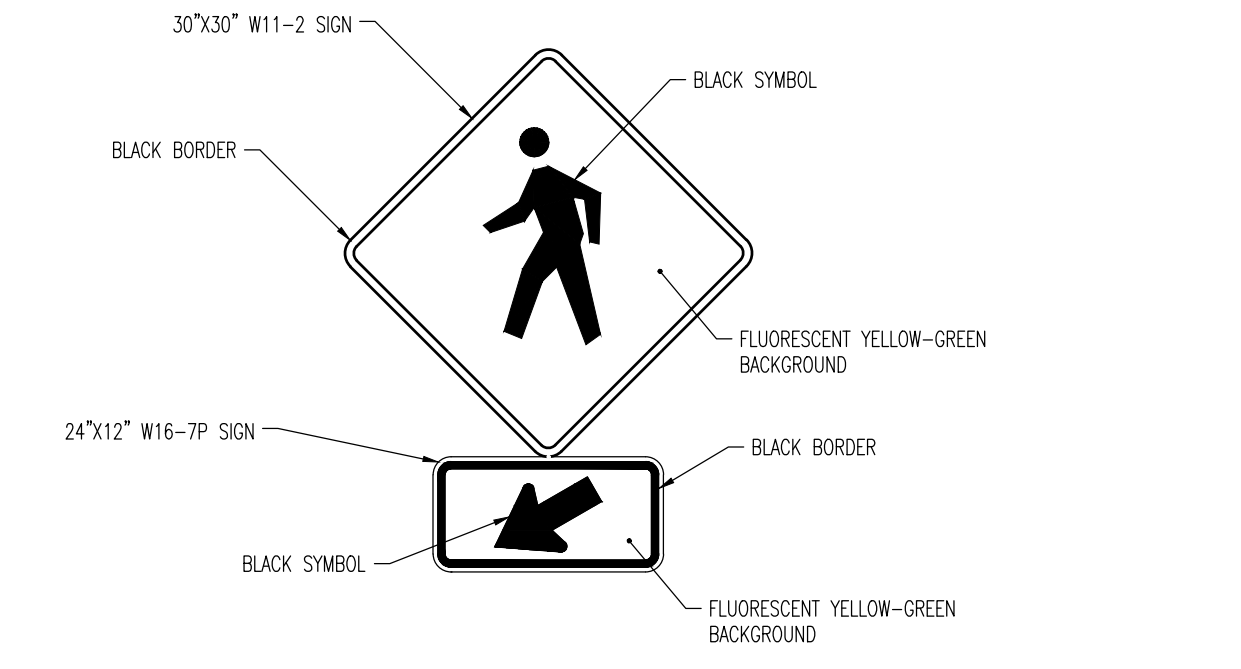 30"X30" W11-2 SIGN
BLACK SYMBOL
BLACK BORDER
FLUORESCENT YELLOW-GREEN
BACKGROUND
24"X12" W16-7P SIGN
BLACK BORDER
BLACK SYMBOL
FLUORESCENT YELLOW-GREEN
BACKGROUND